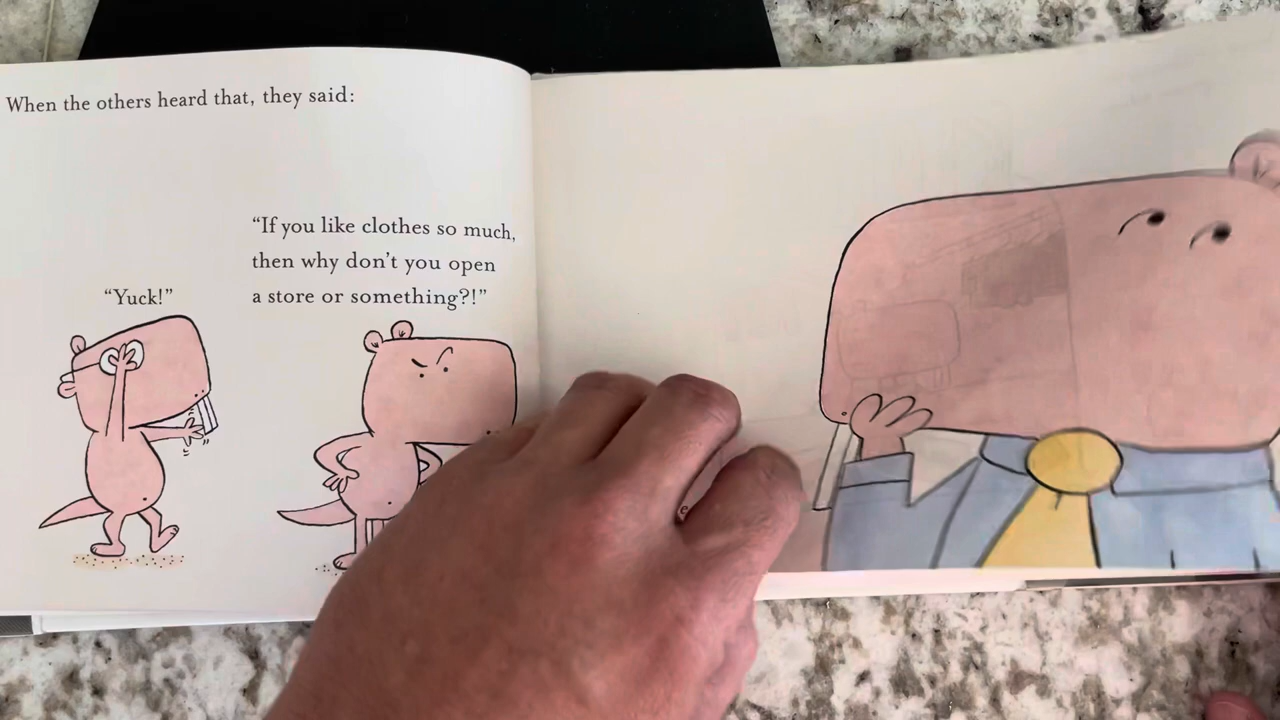 When the others heard that, they said:
“If you like clothes so much,
then why don’t you open
a store or something?!”
“Yuck!”